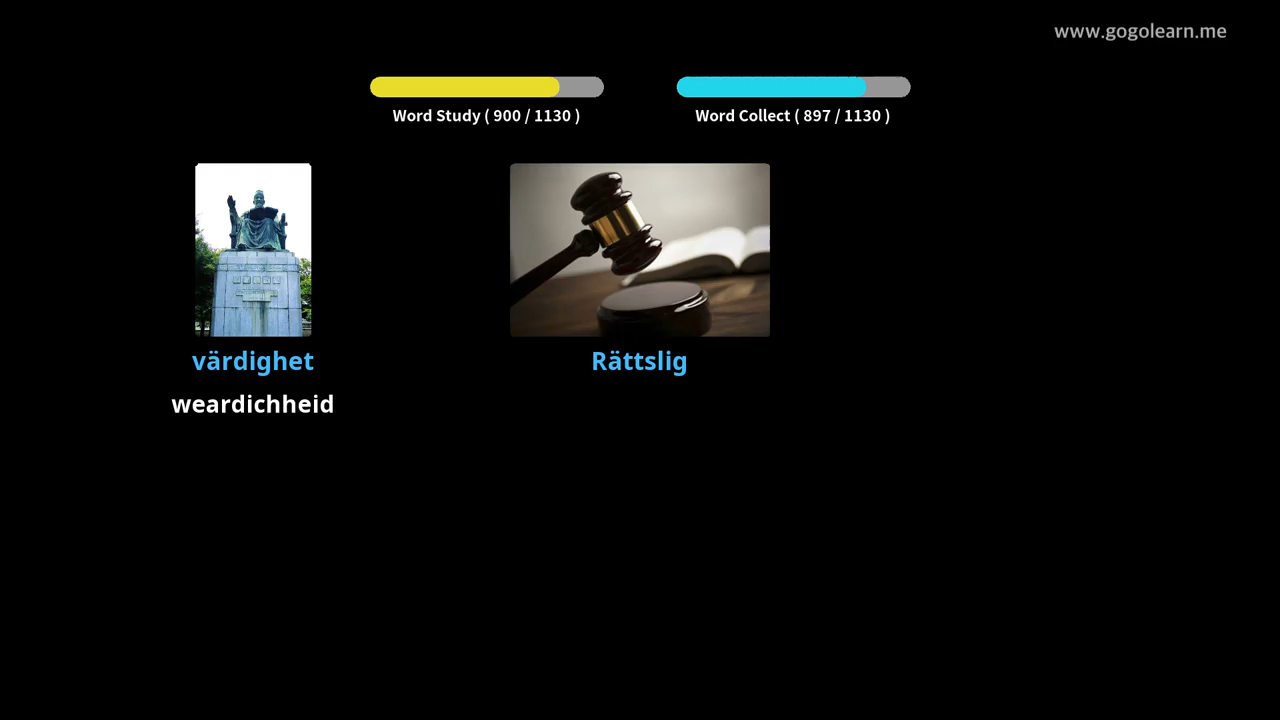 www.gogolearn.me
Word Study ( 900 / 1130 )
Word Collect ( 897 / 1130 )
värdighet
Rättslig
weardichheid